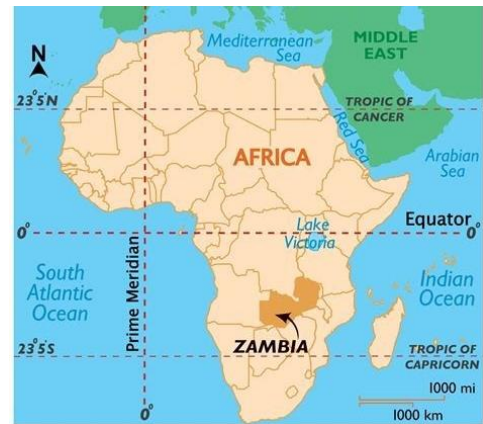 Mediterranean
Sea
MIDDLE
EAST
N
23°5'N
TROPIC OF
CANCER
Red Sea
AFRICA
Arabian
Sea
Lake
Victoria
Equator
0°
0°
Prime Meridian
South
Atlantic
Ocean
Indian
Ocean
ZAMBIA
23°5'S
TROPIC OF
CAPRICORN
1000 mi
1000 km
0°